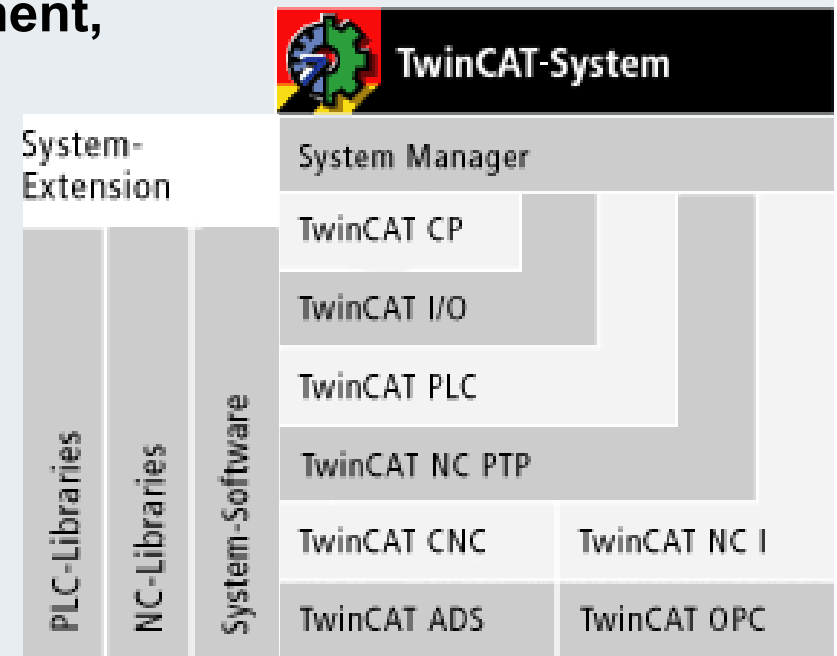 ment,
TwinCAT-System
System-
Extension
System Manager
TwinCAT CP
TwinCAT I/O
TwinCAT PLC
TwinCAT NC PTP
TwinCAT CNC
TwinCAT NC I
TwinCAT ADS
TwinCAT OPC
PLC-Libraries
NC-Libraries
System-Software